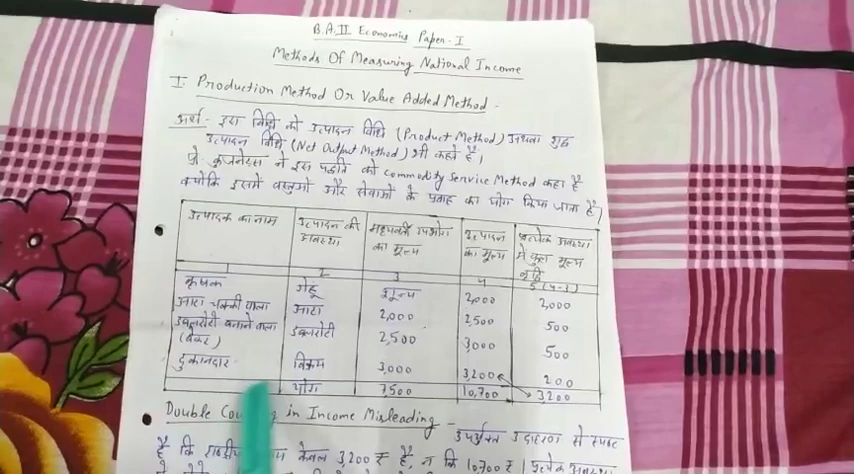 B.A.II Economics Paper-I
Methods Of Measuring National Income
I. Production Method Or Value Added Method -
अर्थ - इस विधि को उत्पादन विधि (Product Method) अथवा शुद्ध
उत्पादन विधि (Net Output Method) भी कहते हैं।
प्रो. कुजनेट्स ने इस पद्धति को Commodity Service Method कहा है
क्योंकि इसमें वस्तुओं और सेवाओं के प्रवाह का योग किया जाता है।
उत्पादक का नाम उत्पादन की अवस्था मध्यवर्ती उपभोग का मूल्य उत्पादन का मूल्य प्रत्येक अवस्था में कुल मूल्य वृद्धि
1 2 3 4 5 (4-3)
कृषक गेहूं शून्य 2,000 2,000
आटा चक्की वाला आटा 2,000 2,500 500
डबलरोटी बनाने वाला (बेकर) डबलरोटी 2,500 3,000 500
दुकानदार विक्रय 3,000 3,200 200
योग 7,500 10,700 3200
Double in Income Misleading -
उपर्युक्त उदाहरण से स्पष्ट
है कि केवल 3200 ₹ है, न कि 10,700 ₹। प्रत्येक अवस्था